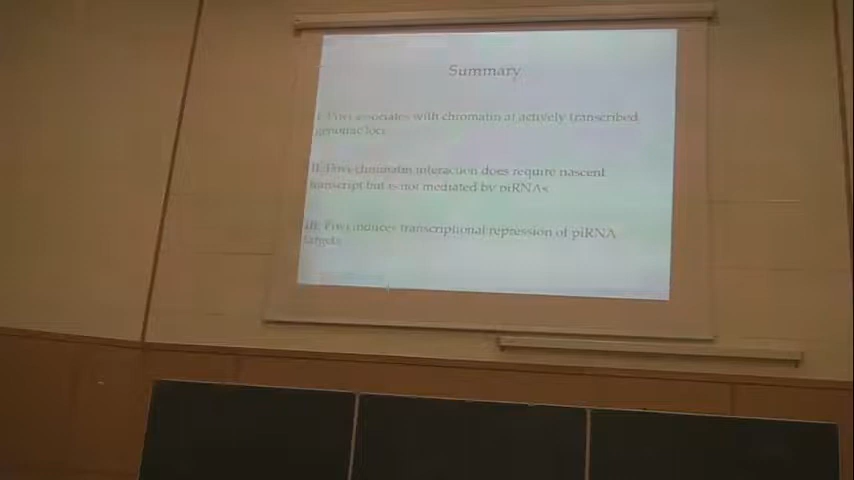 Summary
I. Piwi associates with chromatin at actively transcribed
genomic loci
II. Piwi-chromatin interaction does require nascent
transcript but is not mediated by piRNAs
III. Piwi induces transcriptional repression of piRNA
targets